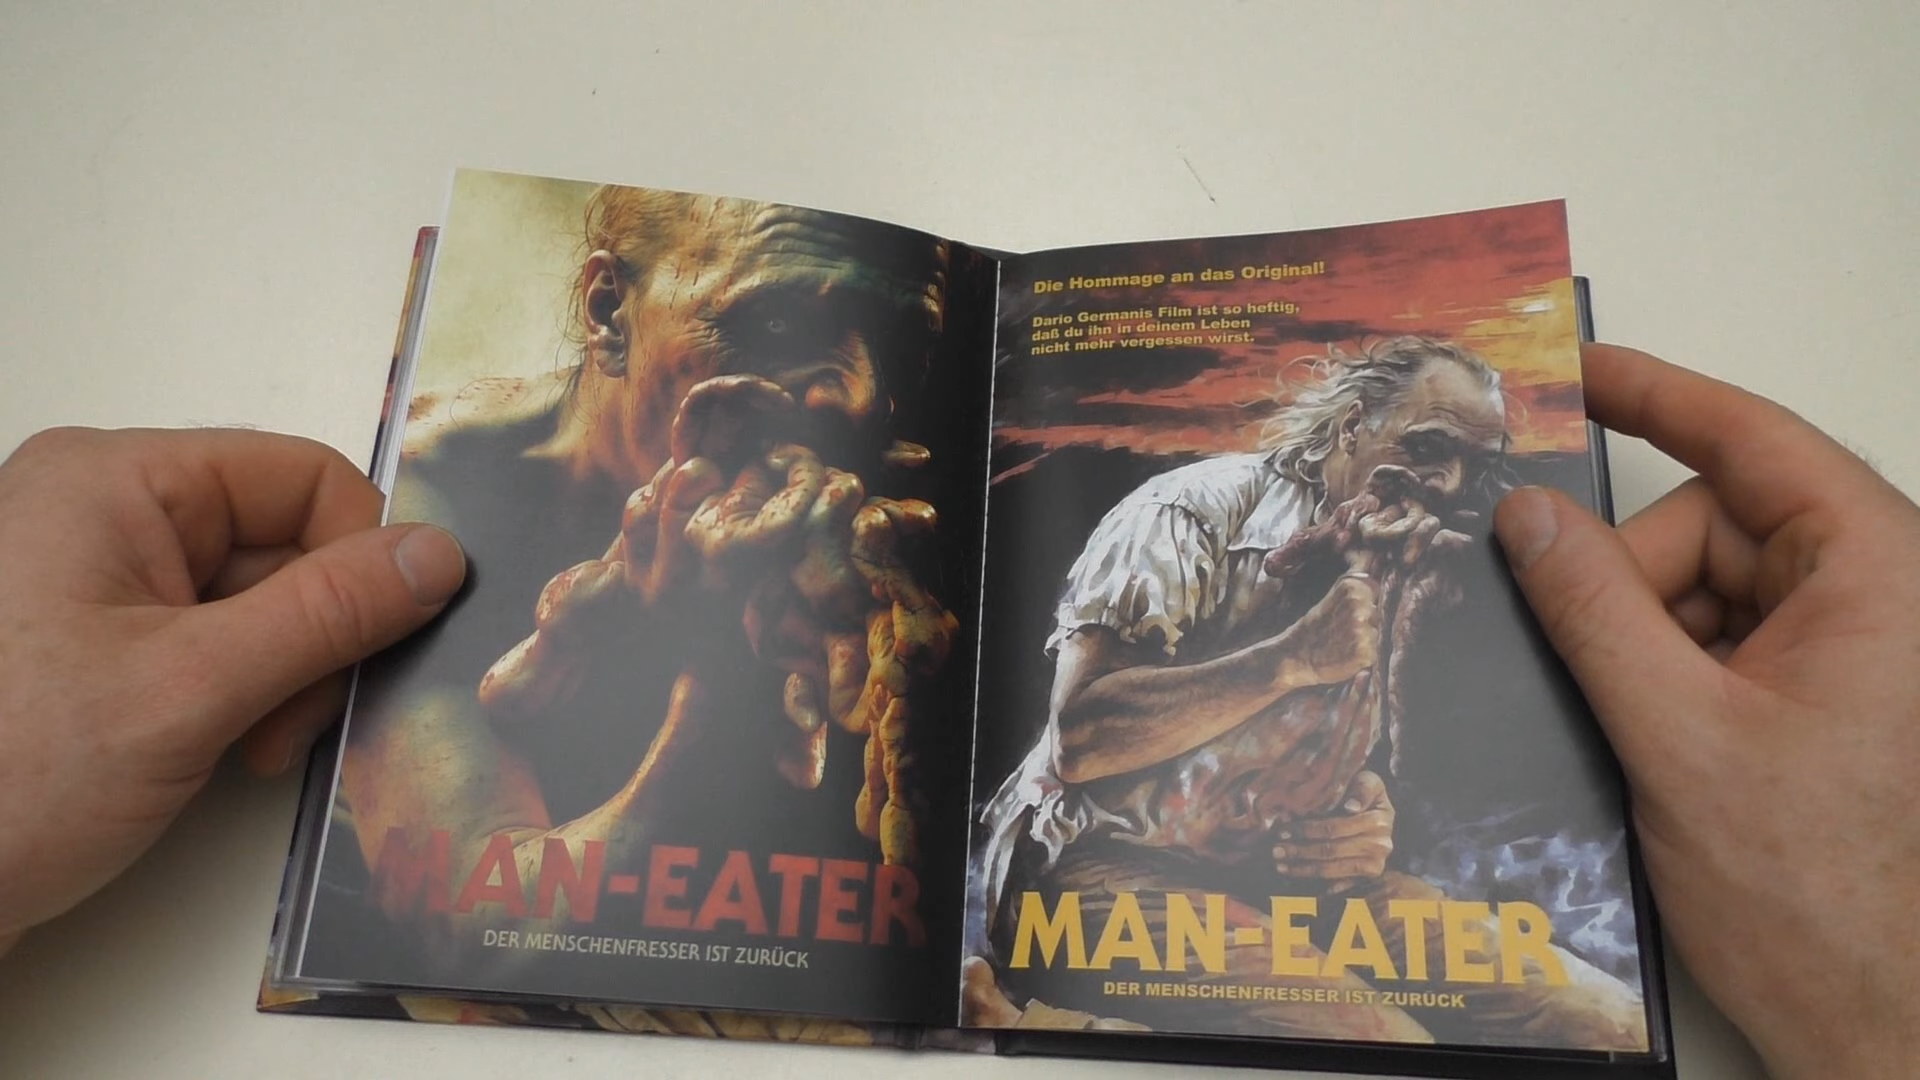 MAN-EATER
DER MENSCHENFRESSER IST ZURÜCK
Die Hommage an das Original!
Dario Germanis Film ist so heftig,
daß du ihn in deinem Leben
nicht mehr vergessen wirst.
MAN-EATER
DER MENSCHENFRESSER IST ZURÜCK